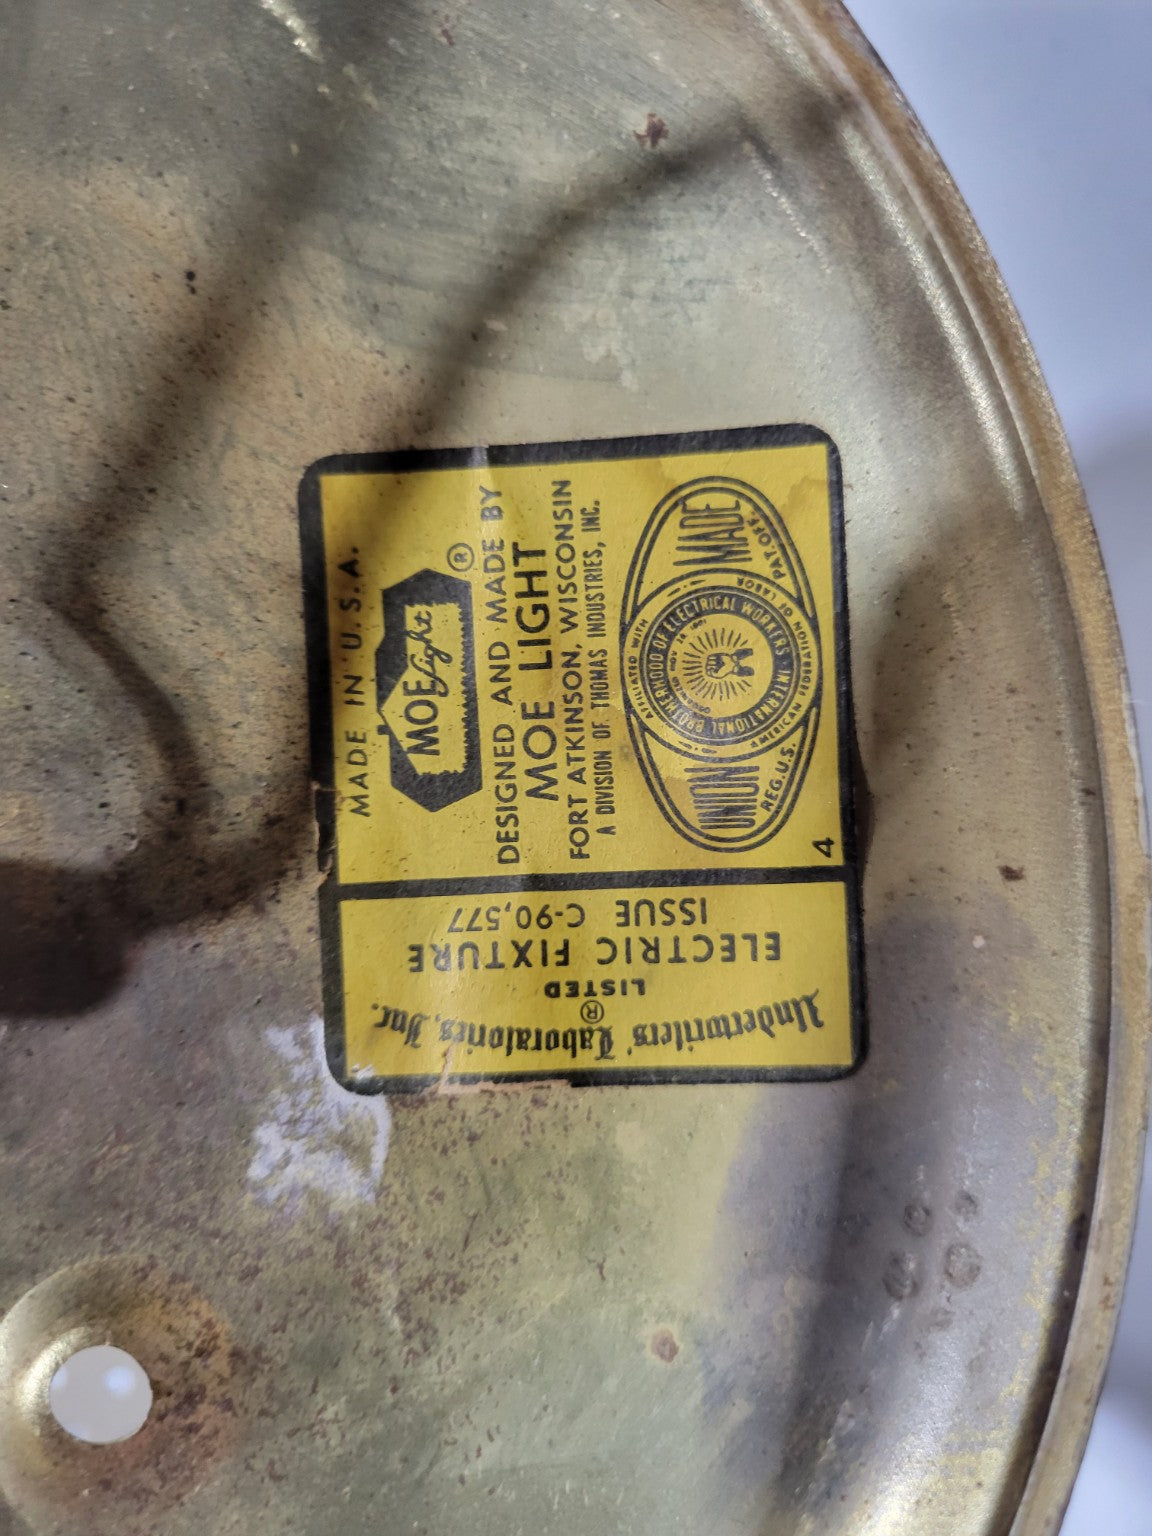 MADE IN U.S.A.
MOE Light ®
DESIGNED AND MADE BY
MOE LIGHT
FORT ATKINSON, WISCONSIN
A DIVISION OF THOMAS INDUSTRIES, INC.
UNION MADE
AFFILIATED WITH AMERICAN FEDERATION OF LABOR
INTERNATIONAL BROTHERHOOD OF ELECTRICAL WORKERS
REG. U.S. PAT. OFF.
4
Underwriters' Laboratories, Inc. ®
LISTED
ELECTRIC FIXTURE
ISSUE C-90,577